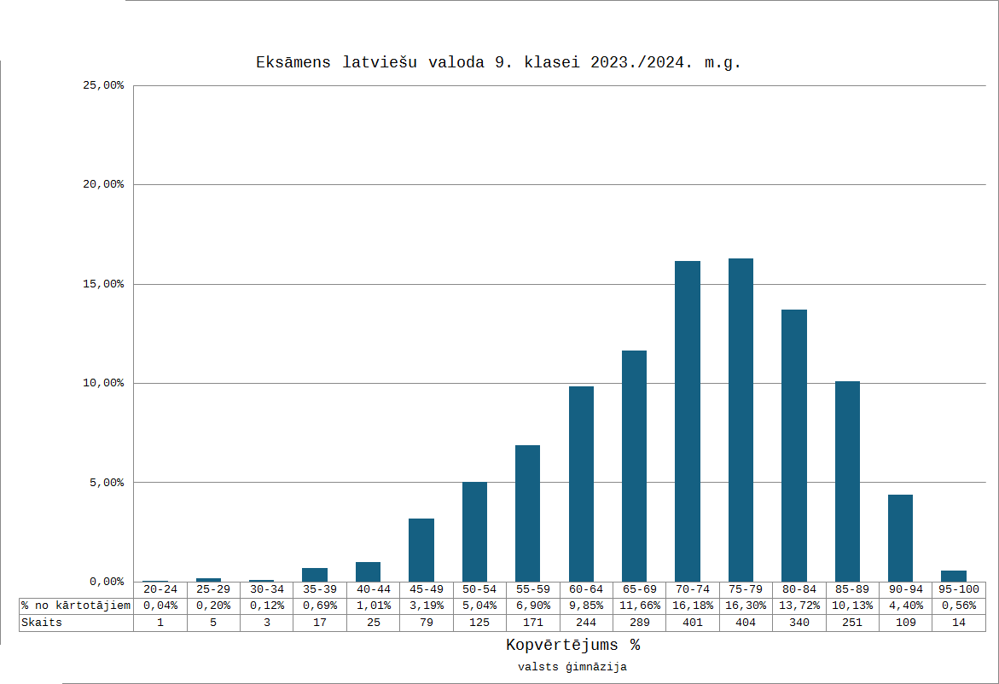 Eksāmens latviešu valoda 9. klasei 2023./2024. m.g.
25,00%
20,00%
15,00%
10,00%
5,00%
0,00%
20-24 25-29 30-34 35-39 40-44 45-49 50-54 55-59 60-64 65-69 70-74 75-79 80-84 85-89 90-94 95-100
% no kārtotājiem 0,04% 0,20% 0,12% 0,69% 1,01% 3,19% 5,04% 6,90% 9,85% 11,66% 16,18% 16,30% 13,72% 10,13% 4,40% 0,56%
Skaits 1 5 3 17 25 79 125 171 244 289 401 404 340 251 109 14
Kopvērtējums %
valsts ģimnāzija